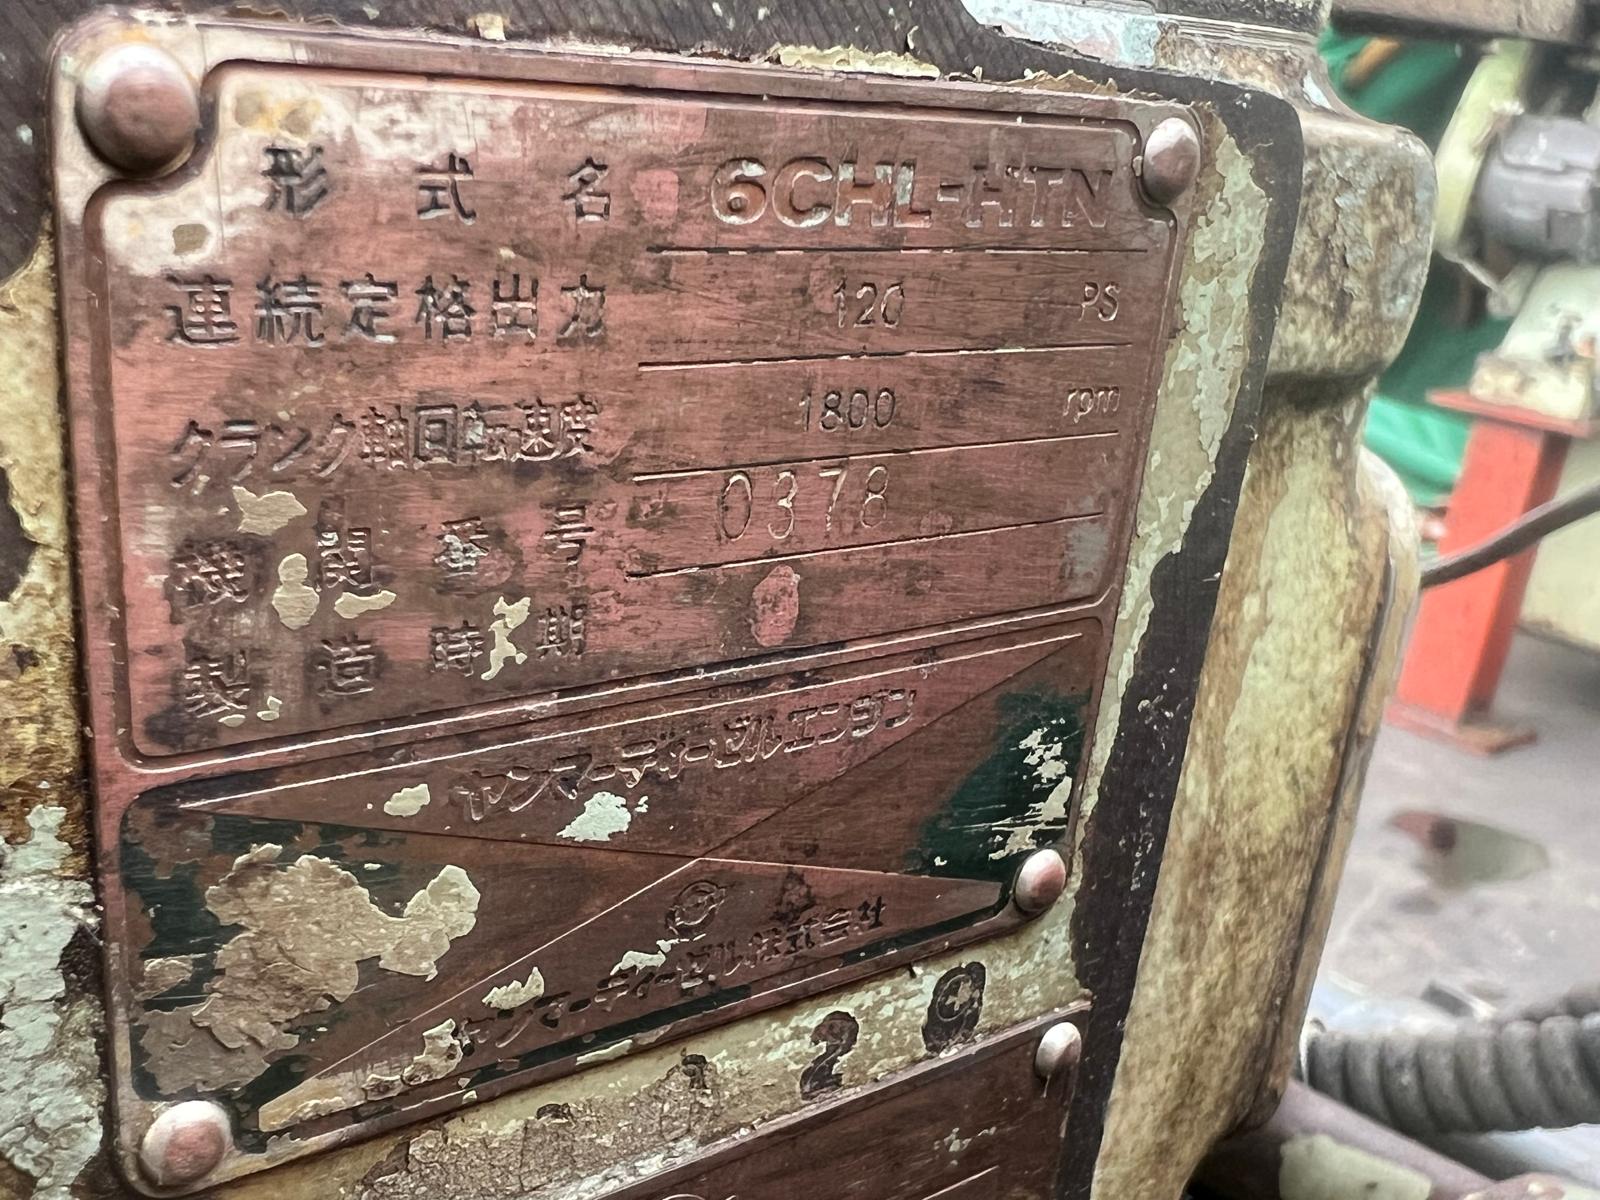 形式名 6CHL-HTN
連続定格出力 120 PS
クランク軸回転速度 1800 rpm
機関番号 0378
製造時期
ヤンマーディーゼルエンジン
ヤンマーディーゼル株式会社
2